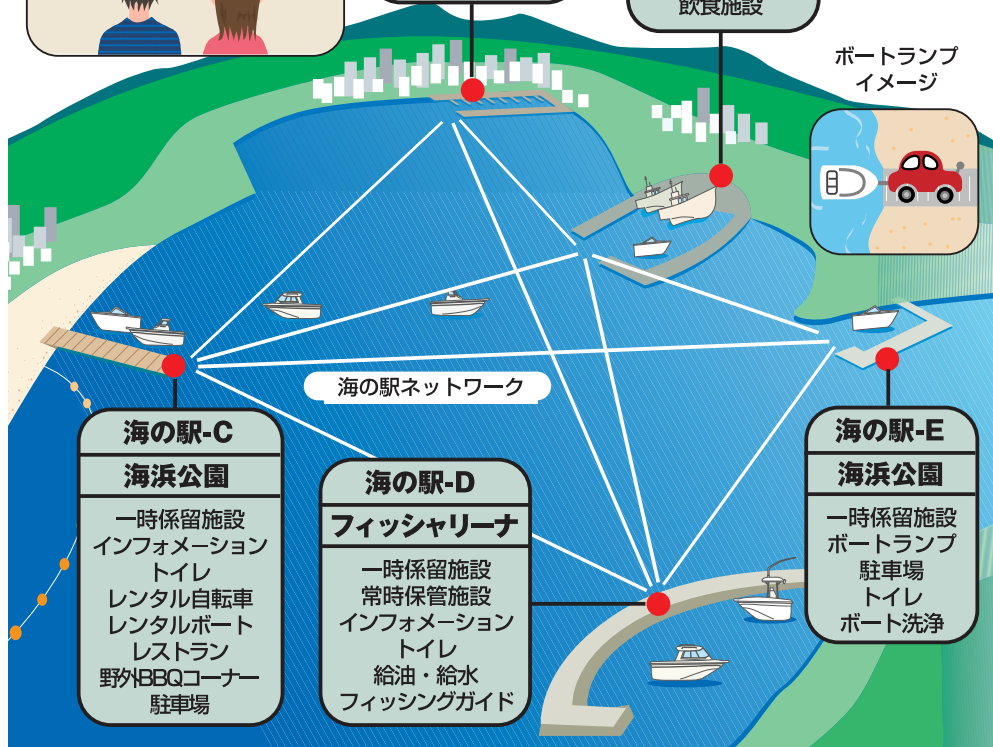 飲食施設
ボートランプ
イメージ
海の駅ネットワーク
海の駅-C
海浜公園
一時係留施設
インフォメーション
トイレ
レンタル自転車
レンタルボート
レストラン
野外BBQコーナー
駐車場
海の駅-D
フィッシャリーナ
一時係留施設
常時保管施設
インフォメーション
トイレ
給油・給水
フィッシングガイド
海の駅-E
海浜公園
一時係留施設
ボートランプ
駐車場
トイレ
ボート洗浄